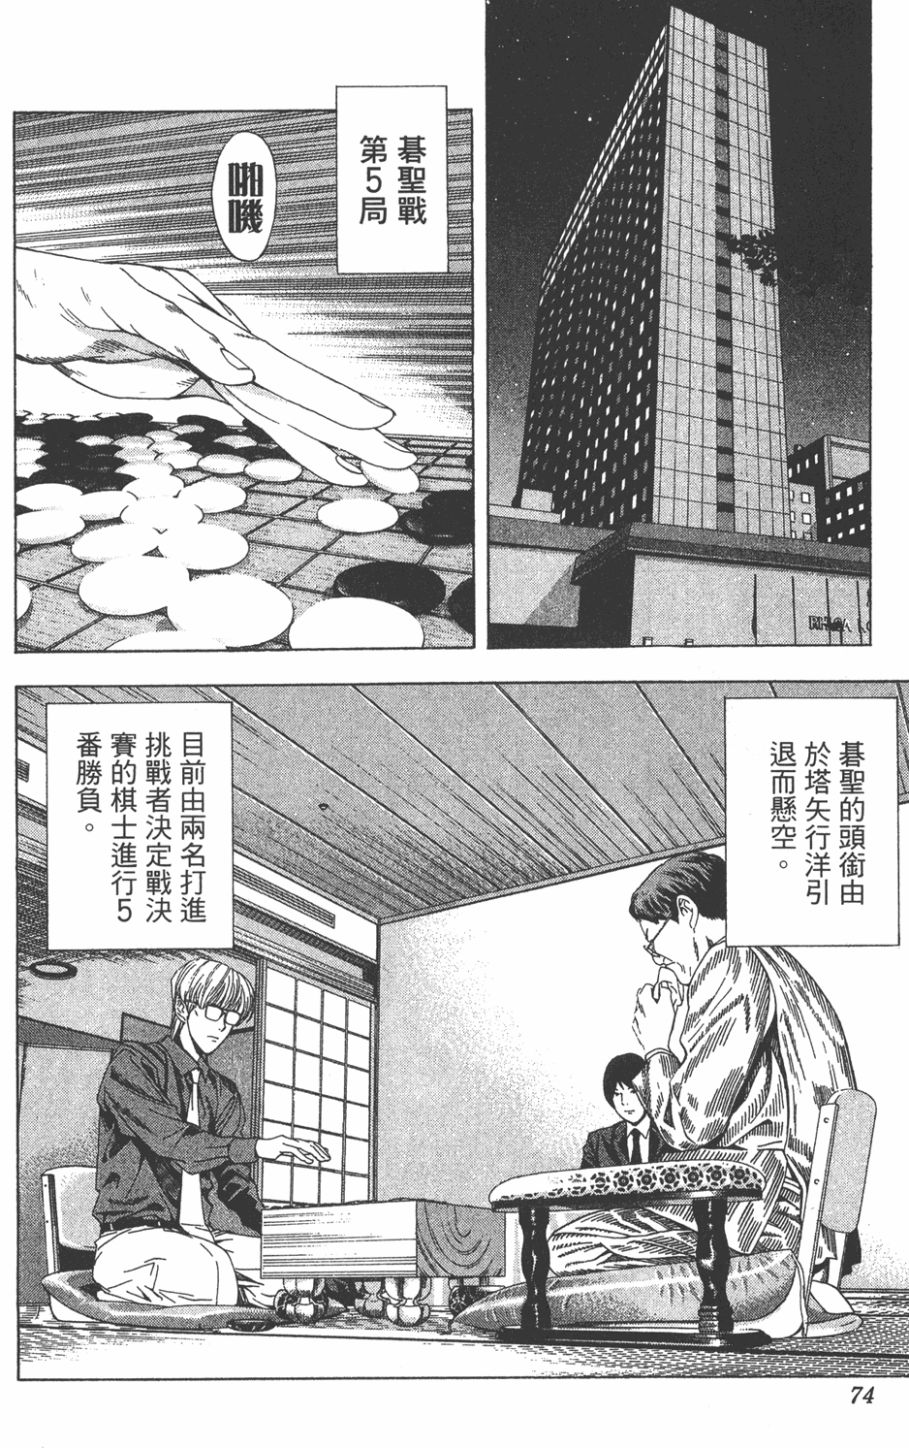 碁聖戰
第5局
啪嘰
碁聖的頭銜由
於塔矢行洋引
退而懸空。
目前由兩名打進
挑戰者決定戰決
賽的棋士進行5
番勝負。
74